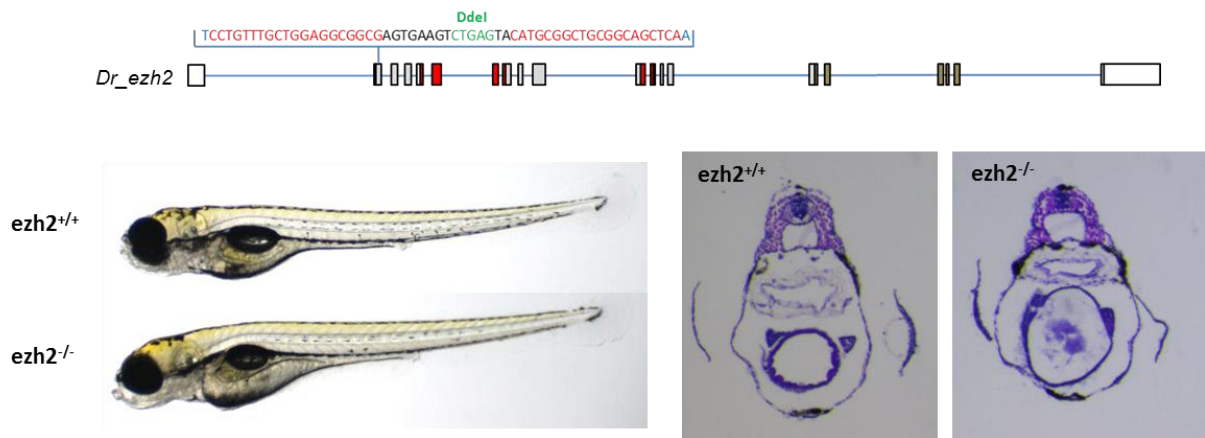 DdeI
TCCTGTTTGCTGGAGGCGGCGAGTGAAGTCTGAGTACATGCGGCTGCGGCAGCTCAA
Dr_ezh2
ezh2+/+
ezh2-/-
ezh2+/+
ezh2-/-